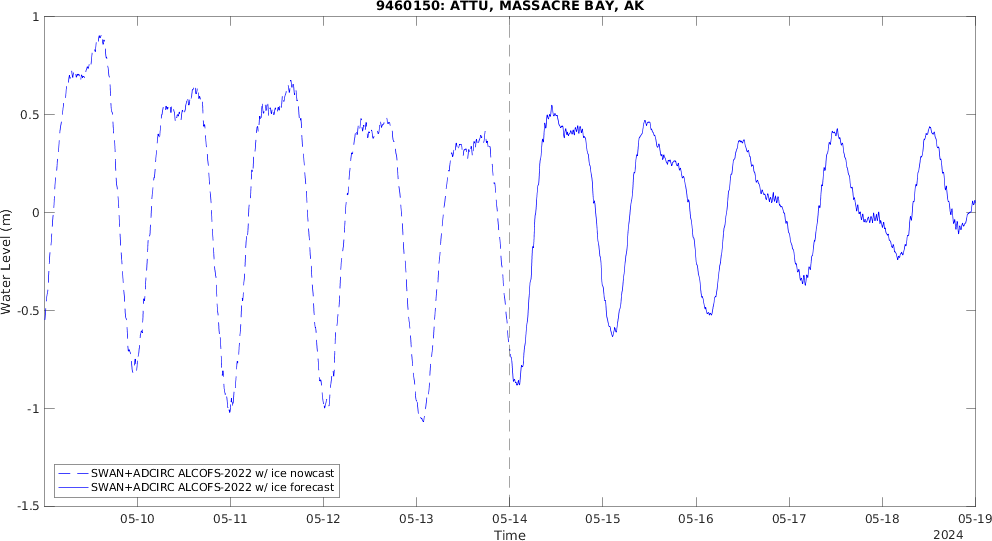 9460150: ATTU, MASSACRE BAY, AK
1
0.5
0
-0.5
-1
-1.5
Water Level (m)
SWAN+ADCIRC ALCOFS-2022 w/ ice nowcast
SWAN+ADCIRC ALCOFS-2022 w/ ice forecast
05-10 05-11 05-12 05-13 05-14 05-15 05-16 05-17 05-18 05-19
Time
2024